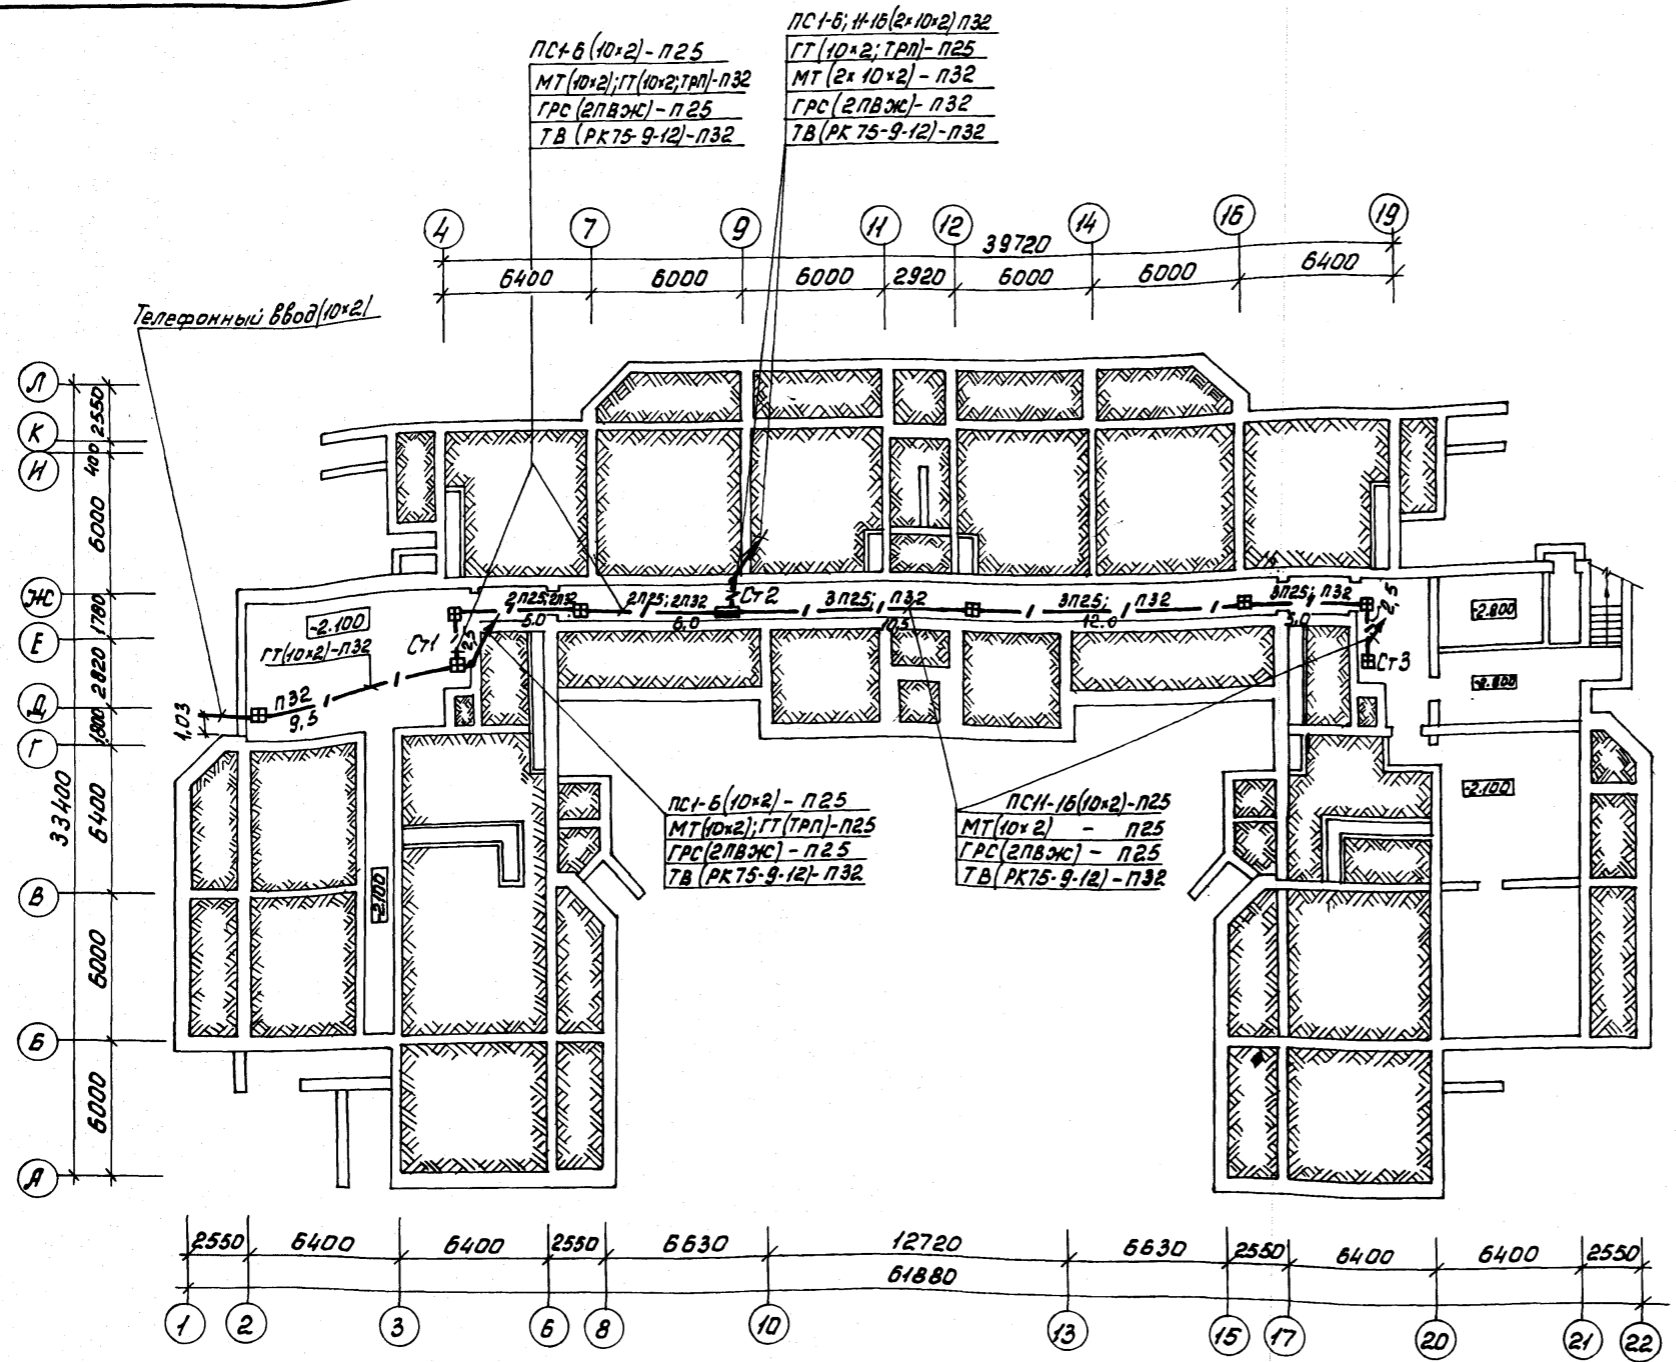 ПС1-6 (10×2) - П25
МТ(10×2); ГТ(10×2; ТРП)-П32
ГРС (2ПВЖ) - П25
ТВ (РК75-9-12)-П32
ПС1-6; 11-16(2×10×2) П32
ГТ(10×2; ТРП)-П25
МТ (2×10×2) - П32
ГРС (2ПВЖ)- П32
ТВ (РК75-9-12)-П32
4
7
9
11
12
14
16
19
39720
6400
6000
6000
2920
6000
6000
6400
Телефонный ввод (10×2)
Л
К
И
Ж
Е
Д
Г
В
Б
А
2550
400
6000
1780
2820
1800
6400
6000
6000
33400
-2.100
ГТ(10×2)-П32
П32
9,5
1,03
Ст1
2,5
2П25; 2П32
5.0
2П25; 2П32
6.0
Ст2
3П25; П32
10,5
3П25; П32
12.0
3П25; П32
5.0
2,5
Ст3
-2.800
-2.800
-2.100
-2.100
ПС1-6(10×2) - П25
МТ(10×2); ГТ(ТРП)-П25
ГРС(2ПВЖ) - П25
ТВ (РК75-9-12)-П32
ПС11-16(10×2)-П25
МТ(10×2) - П25
ГРС(2ПВЖ) - П25
ТВ(РК75-9-12)-П32
2550
6400
6400
2550
6630
12720
6630
2550
6400
6400
2550
61880
1
2
3
6
8
10
13
15
17
20
21
22